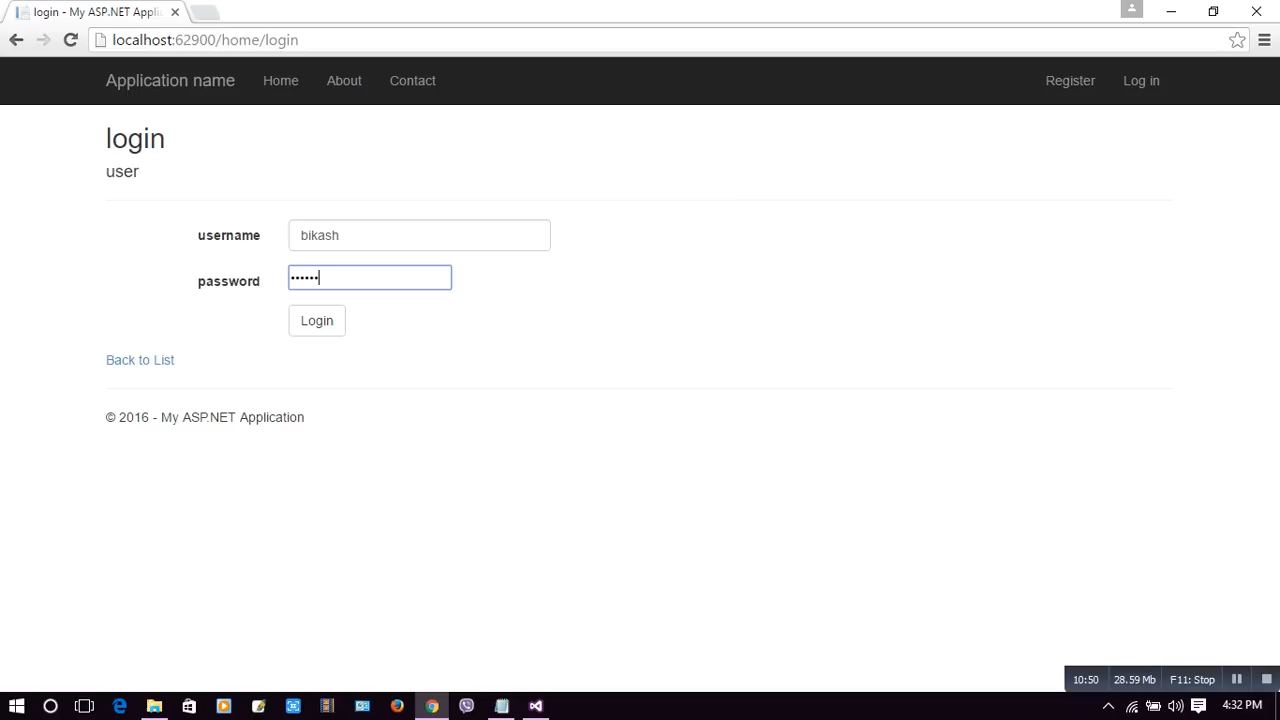 login - My ASP.NET Appli
localhost:62900/home/login
Application name Home About Contact Register Log in
login
user
username bikash
password ••••••
Login
Back to List
© 2016 - My ASP.NET Application
10:50 28.59 Mb F11: Stop
4:32 PM